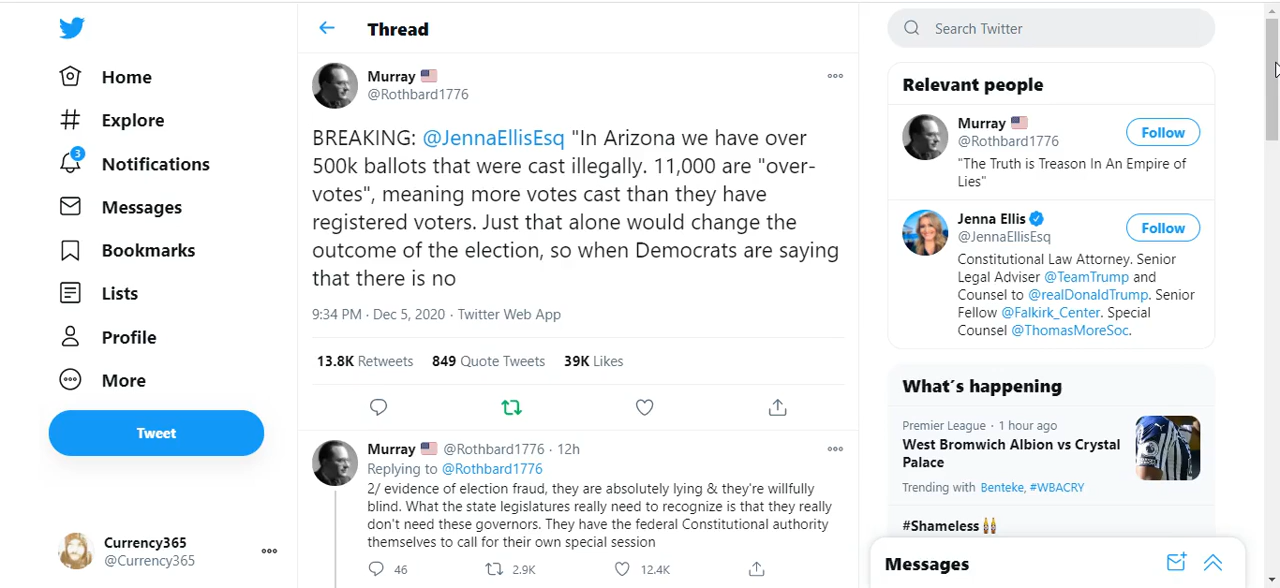 Home
Explore
3
Notifications
Messages
Bookmarks
Lists
Profile
More
Tweet
Currency365
@Currency365
Thread
Murray
@Rothbard1776
BREAKING: @JennaEllisEsq "In Arizona we have over
500k ballots that were cast illegally. 11,000 are "over-
votes", meaning more votes cast than they have
registered voters. Just that alone would change the
outcome of the election, so when Democrats are saying
that there is no
9:34 PM · Dec 5, 2020 · Twitter Web App
13.8K Retweets 849 Quote Tweets 39K Likes
Murray @Rothbard1776 · 12h
Replying to @Rothbard1776
2/ evidence of election fraud, they are absolutely lying & they're willfully
blind. What the state legislatures really need to recognize is that they really
don't need these governors. They have the federal Constitutional authority
themselves to call for their own special session
46 2.9K 12.4K
Search Twitter
Relevant people
Murray
@Rothbard1776
Follow
"The Truth is Treason In An Empire of
Lies"
Jenna Ellis
@JennaEllisEsq
Follow
Constitutional Law Attorney. Senior
Legal Adviser @TeamTrump and
Counsel to @realDonaldTrump. Senior
Fellow @Falkirk_Center. Special
Counsel @ThomasMoreSoc.
What´s happening
Premier League · 1 hour ago
West Bromwich Albion vs Crystal
Palace
Trending with Benteke, #WBACRY
#Shameless
Messages